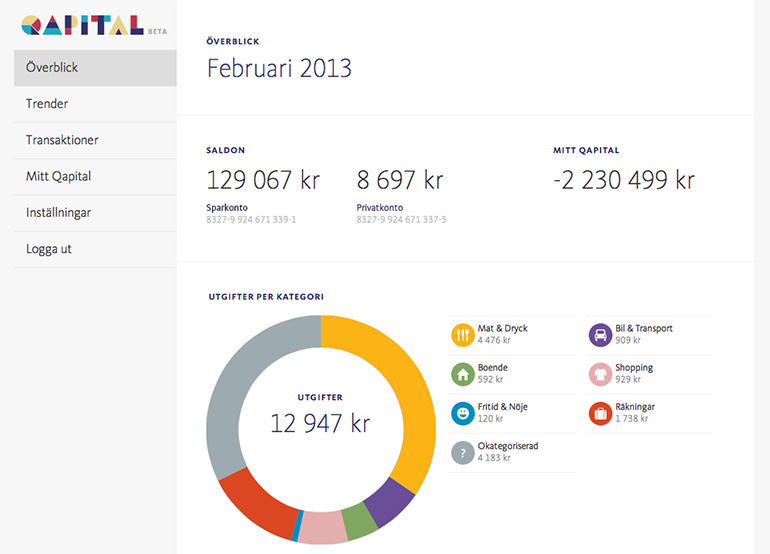 QAPITAL BETA
Överblick
Trender
Transaktioner
Mitt Qapital
Inställningar
Logga ut
ÖVERBLICK
Februari 2013
SALDON
129 067 kr
Sparkonto
8327-9 924 671 339-1
8 697 kr
Privatkonto
8327-9 924 671 337-5
MITT QAPITAL
-2 230 499 kr
UTGIFTER PER KATEGORI
UTGIFTER
12 947 kr
Mat & Dryck
4 476 kr
Bil & Transport
909 kr
Boende
592 kr
Shopping
929 kr
Fritid & Nöje
120 kr
Räkningar
1 738 kr
?
Okategoriserad
4 183 kr